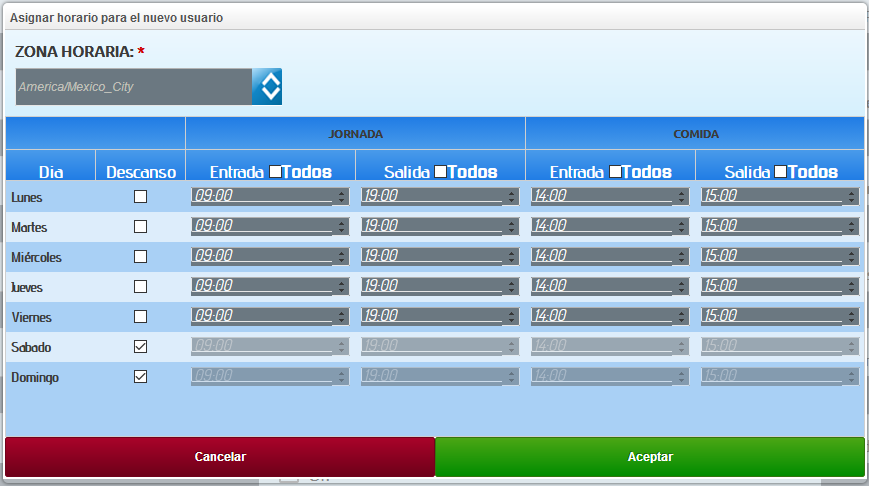 Asignar horario para el nuevo usuario
ZONA HORARIA: *
America/Mexico_City
JORNADA COMIDA
Día Descanso Entrada Todos Salida Todos Entrada Todos Salida Todos
Lunes 09:00 19:00 14:00 15:00
Martes 09:00 19:00 14:00 15:00
Miércoles 09:00 19:00 14:00 15:00
Jueves 09:00 19:00 14:00 15:00
Viernes 09:00 19:00 14:00 15:00
Sabado 09:00 19:00 14:00 15:00
Domingo 09:00 19:00 14:00 15:00
Cancelar Aceptar